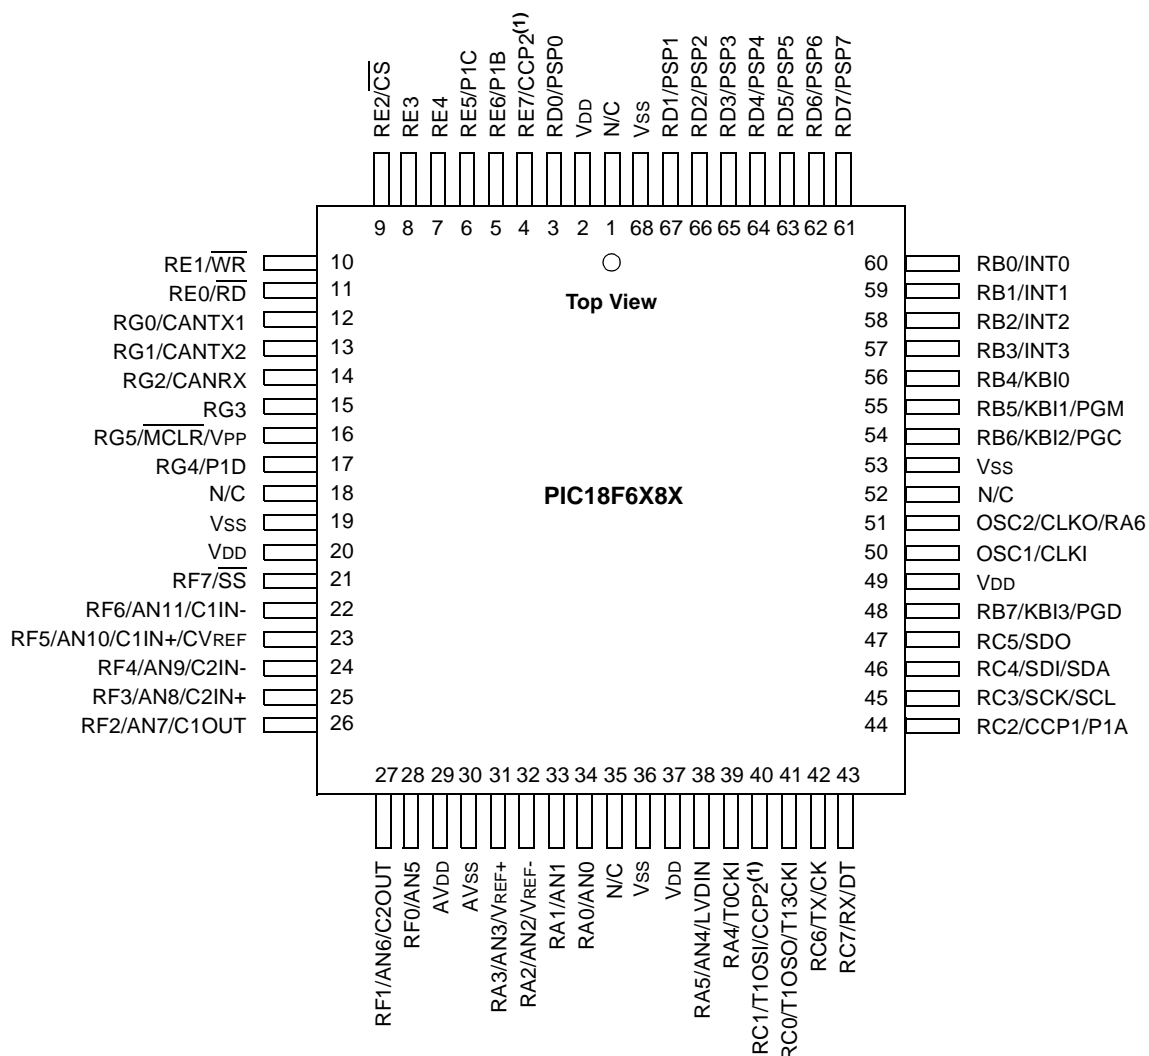 RE2/CS
RE3
RE4
RE5/P1C
RE6/P1B
RE7/CCP2(1)
RD0/PSP0
VDD
N/C
VSS
RD1/PSP1
RD2/PSP2
RD3/PSP3
RD4/PSP4
RD5/PSP5
RD6/PSP6
RD7/PSP7
9 8 7 6 5 4 3 2 1 68 67 66 65 64 63 62 61
Top View
PIC18F6X8X
RE1/WR 10
RE0/RD 11
RG0/CANTX1 12
RG1/CANTX2 13
RG2/CANRX 14
RG3 15
RG5/MCLR/VPP 16
RG4/P1D 17
N/C 18
VSS 19
VDD 20
RF7/SS 21
RF6/AN11/C1IN- 22
RF5/AN10/C1IN+/CVREF 23
RF4/AN9/C2IN- 24
RF3/AN8/C2IN+ 25
RF2/AN7/C1OUT 26
60 RB0/INT0
59 RB1/INT1
58 RB2/INT2
57 RB3/INT3
56 RB4/KBI0
55 RB5/KBI1/PGM
54 RB6/KBI2/PGC
53 VSS
52 N/C
51 OSC2/CLKO/RA6
50 OSC1/CLKI
49 VDD
48 RB7/KBI3/PGD
47 RC5/SDO
46 RC4/SDI/SDA
45 RC3/SCK/SCL
44 RC2/CCP1/P1A
27 28 29 30 31 32 33 34 35 36 37 38 39 40 41 42 43
RF1/AN6/C2OUT
RF0/AN5
AVDD
AVSS
RA3/AN3/VREF+
RA2/AN2/VREF-
RA1/AN1
RA0/AN0
N/C
VSS
VDD
RA5/AN4/LVDIN
RA4/T0CKI
RC1/T1OSI/CCP2(1)
RC0/T1OSO/T13CKI
RC6/TX/CK
RC7/RX/DT